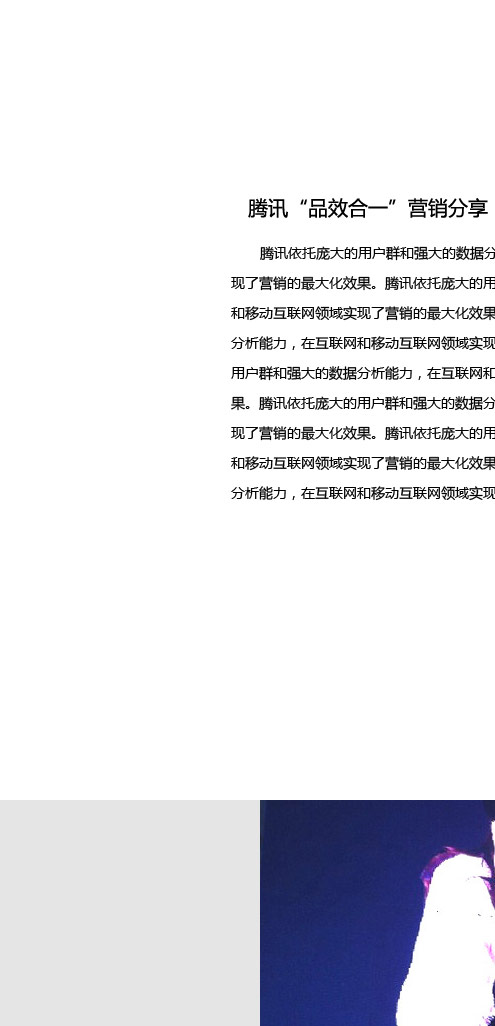 腾讯“品效合一”营销分享
腾讯依托庞大的用户群和强大的数据分
现了营销的最大化效果。腾讯依托庞大的用
和移动互联网领域实现了营销的最大化效果
分析能力，在互联网和移动互联网领域实现
用户群和强大的数据分析能力，在互联网和
果。腾讯依托庞大的用户群和强大的数据分
现了营销的最大化效果。腾讯依托庞大的用
和移动互联网领域实现了营销的最大化效果
分析能力，在互联网和移动互联网领域实现